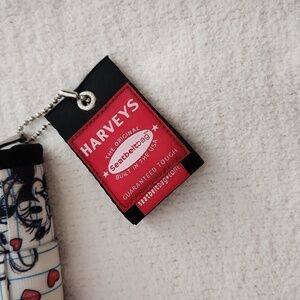 HARVEYS
THE ORIGINAL
Seatbeltbag
BUILT IN THE USA
GUARANTEED TOUGH
seatbeltbags.com